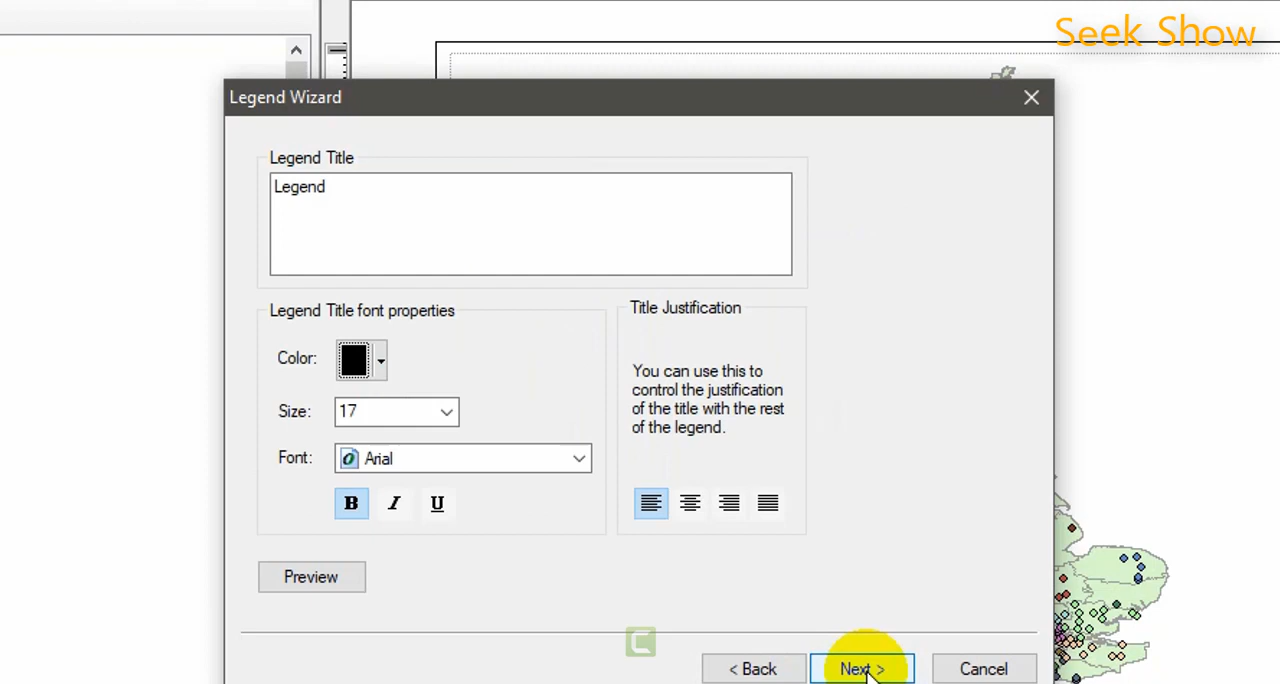 Seek Show
Legend Wizard
Legend Title
Legend
Legend Title font properties
Title Justification
Color:
You can use this to
control the justification
of the title with the rest
of the legend.
Size: 17
Font: Arial
B I U
Preview
< Back Next > Cancel